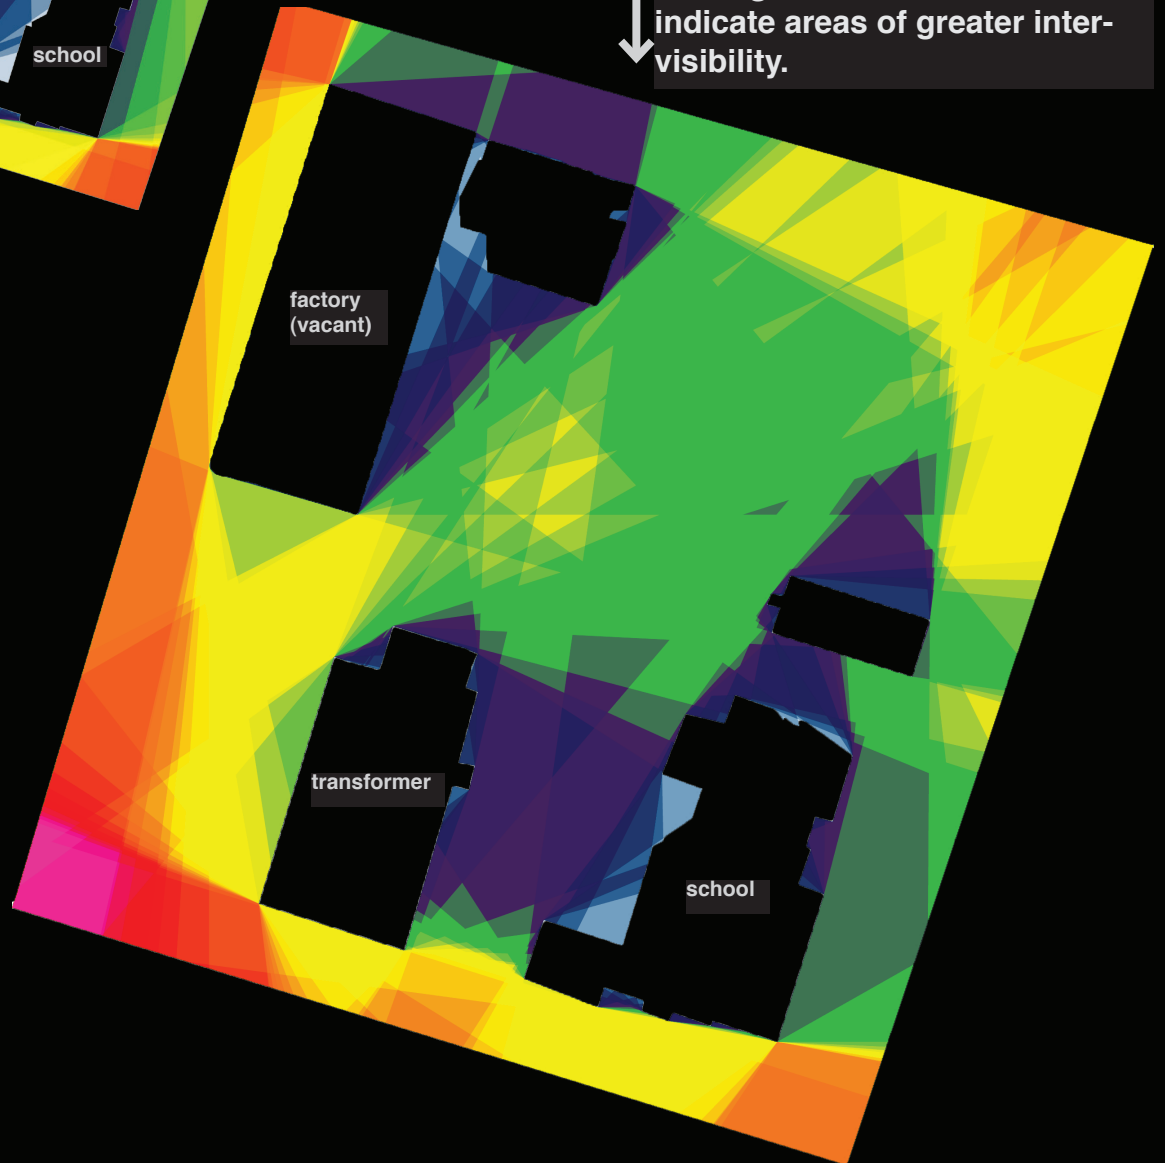 school
indicate areas of greater inter-
visibility.
factory
(vacant)
transformer
school